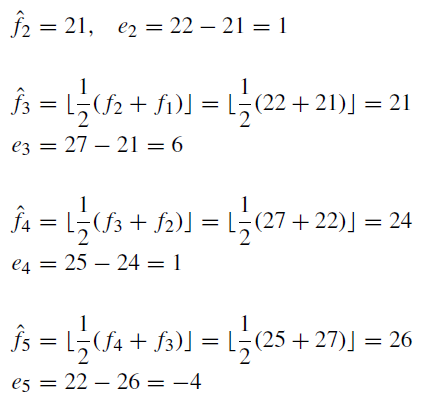 f̂₂ = 21, e₂ = 22 − 21 = 1
f̂₃ = ⌊1/2(f₂ + f₁)⌋ = ⌊1/2(22 + 21)⌋ = 21
e₃ = 27 − 21 = 6
f̂₄ = ⌊1/2(f₃ + f₂)⌋ = ⌊1/2(27 + 22)⌋ = 24
e₄ = 25 − 24 = 1
f̂₅ = ⌊1/2(f₄ + f₃)⌋ = ⌊1/2(25 + 27)⌋ = 26
e₅ = 22 − 26 = −4